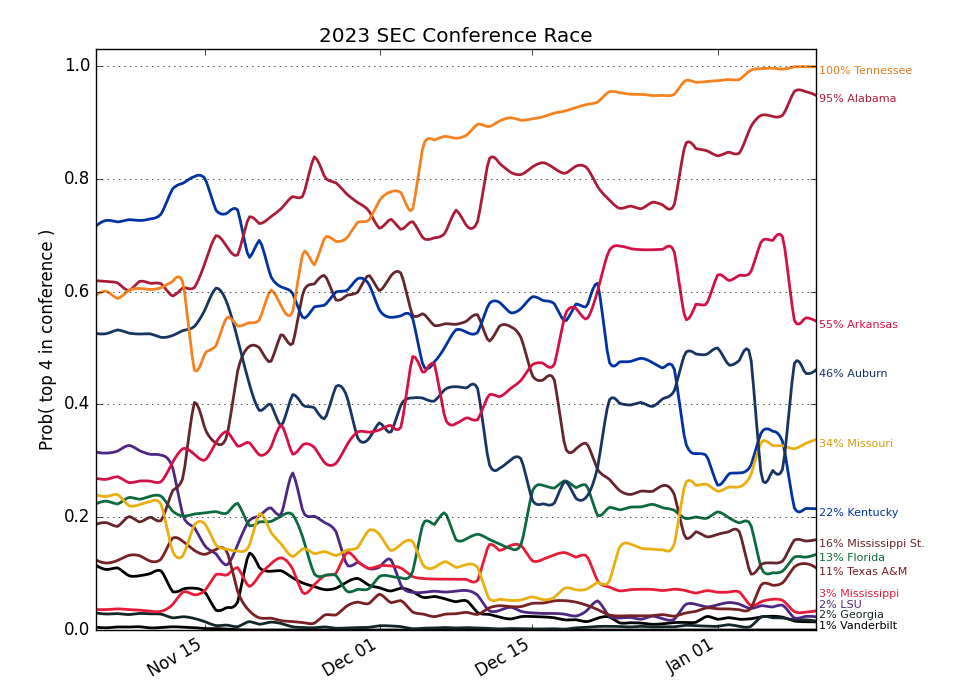 2023 SEC Conference Race
Prob( top 4 in conference )
1.0
0.8
0.6
0.4
0.2
0.0
Nov 15
Dec 01
Dec 15
Jan 01
100% Tennessee
95% Alabama
55% Arkansas
46% Auburn
34% Missouri
22% Kentucky
16% Mississippi St.
13% Florida
11% Texas A&M
3% Mississippi
2% LSU
2% Georgia
1% Vanderbilt